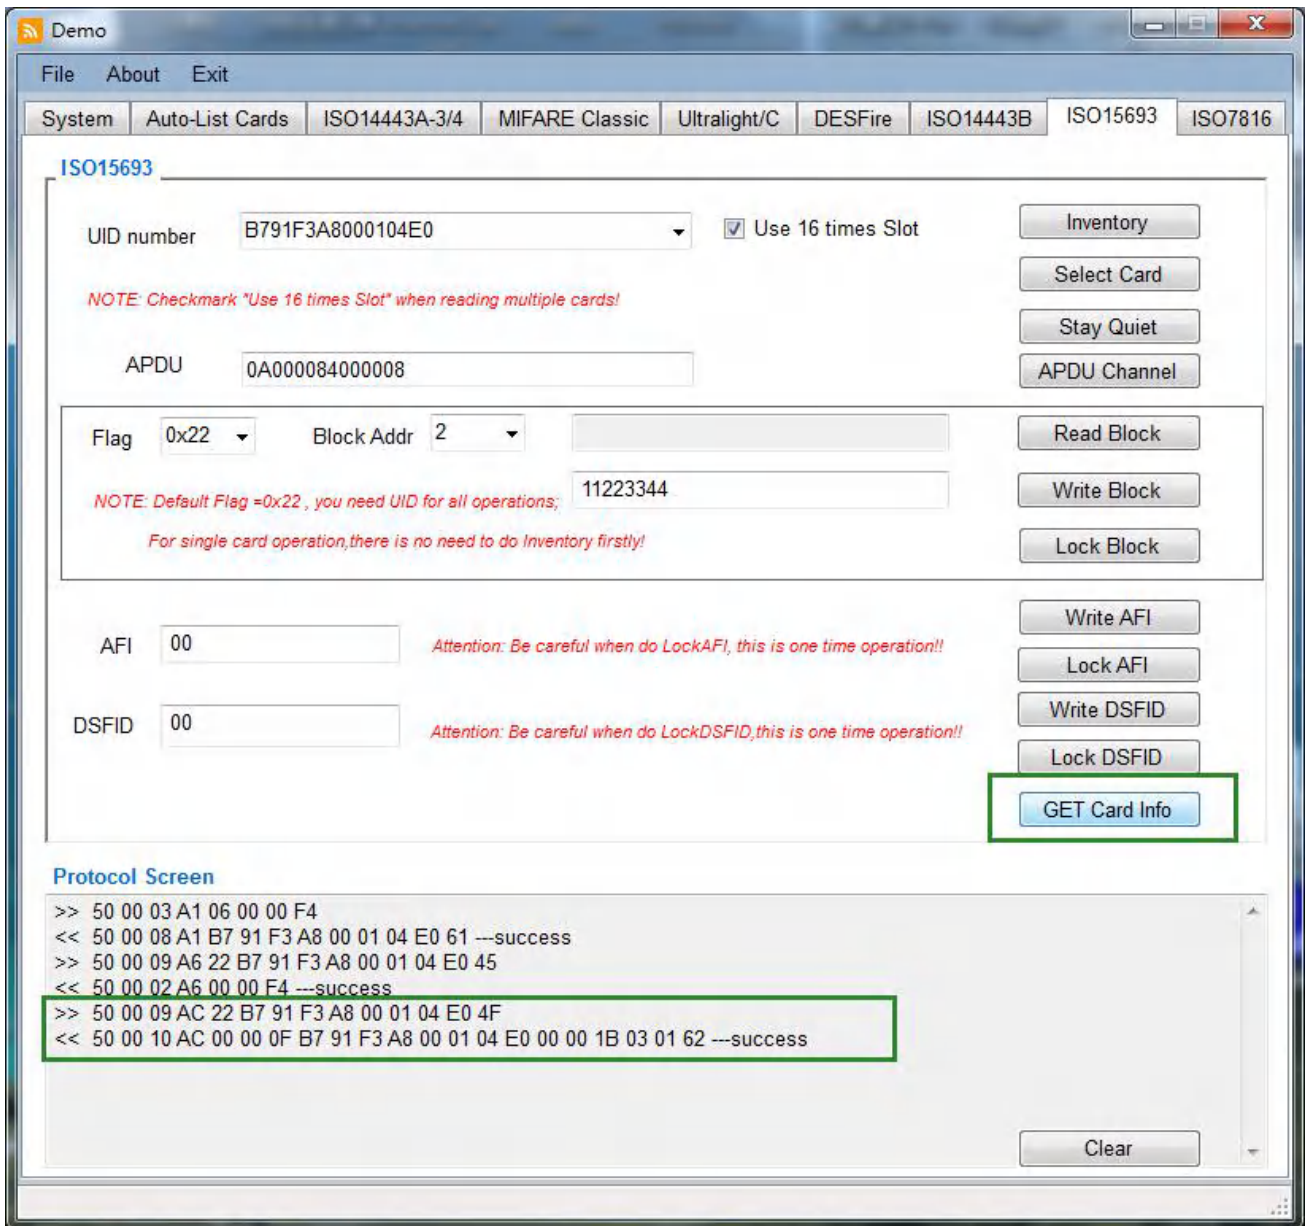 Demo
File About Exit
System Auto-List Cards ISO14443A-3/4 MIFARE Classic Ultralight/C DESFire ISO14443B ISO15693 ISO7816
ISO15693
UID number B791F3A8000104E0 Use 16 times Slot Inventory
Select Card
NOTE: Checkmark "Use 16 times Slot" when reading multiple cards!
Stay Quiet
APDU 0A000084000008 APDU Channel
Flag 0x22 Block Addr 2 Read Block
NOTE: Default Flag =0x22 , you need UID for all operations; 11223344 Write Block
For single card operation,there is no need to do Inventory firstly! Lock Block
Write AFI
AFI 00 Attention: Be careful when do LockAFI, this is one time operation!!
Lock AFI
Write DSFID
DSFID 00 Attention: Be careful when do LockDSFID,this is one time operation!!
Lock DSFID
GET Card Info
Protocol Screen
>> 50 00 03 A1 06 00 00 F4
<< 50 00 08 A1 B7 91 F3 A8 00 01 04 E0 61 ---success
>> 50 00 09 A6 22 B7 91 F3 A8 00 01 04 E0 45
<< 50 00 02 A6 00 00 F4 ---success
>> 50 00 09 AC 22 B7 91 F3 A8 00 01 04 E0 4F
<< 50 00 10 AC 00 00 0F B7 91 F3 A8 00 01 04 E0 00 00 1B 03 01 62 ---success
Clear